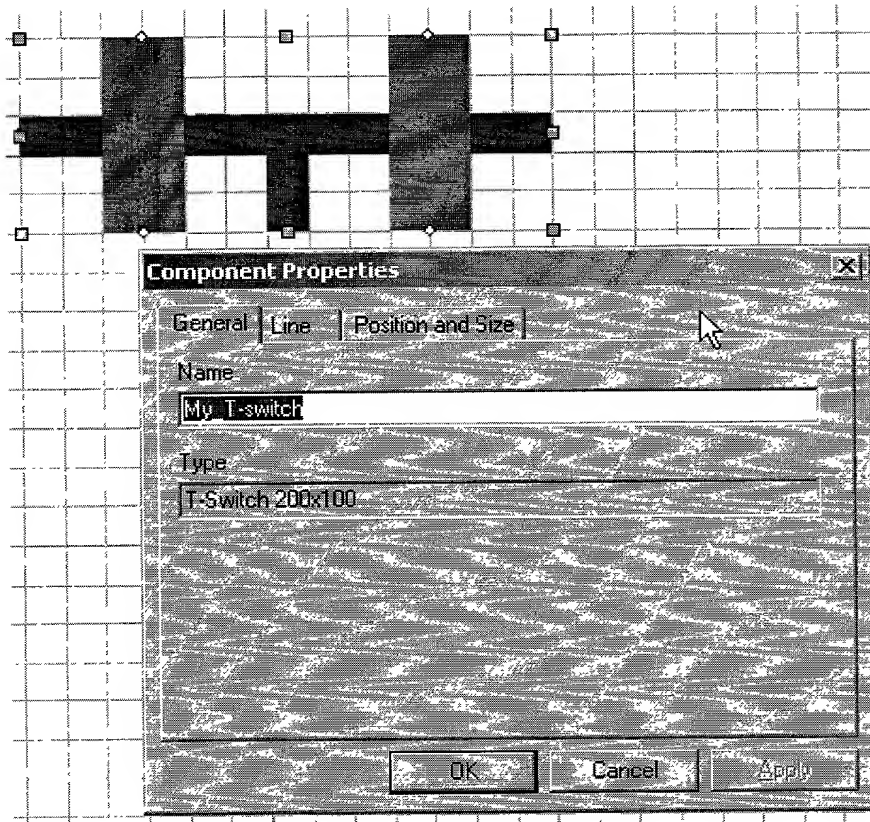 Component Properties
General Line Position and Size
Name
My_T-switch
Type
T-Switch 200x100
OK Cancel Apply